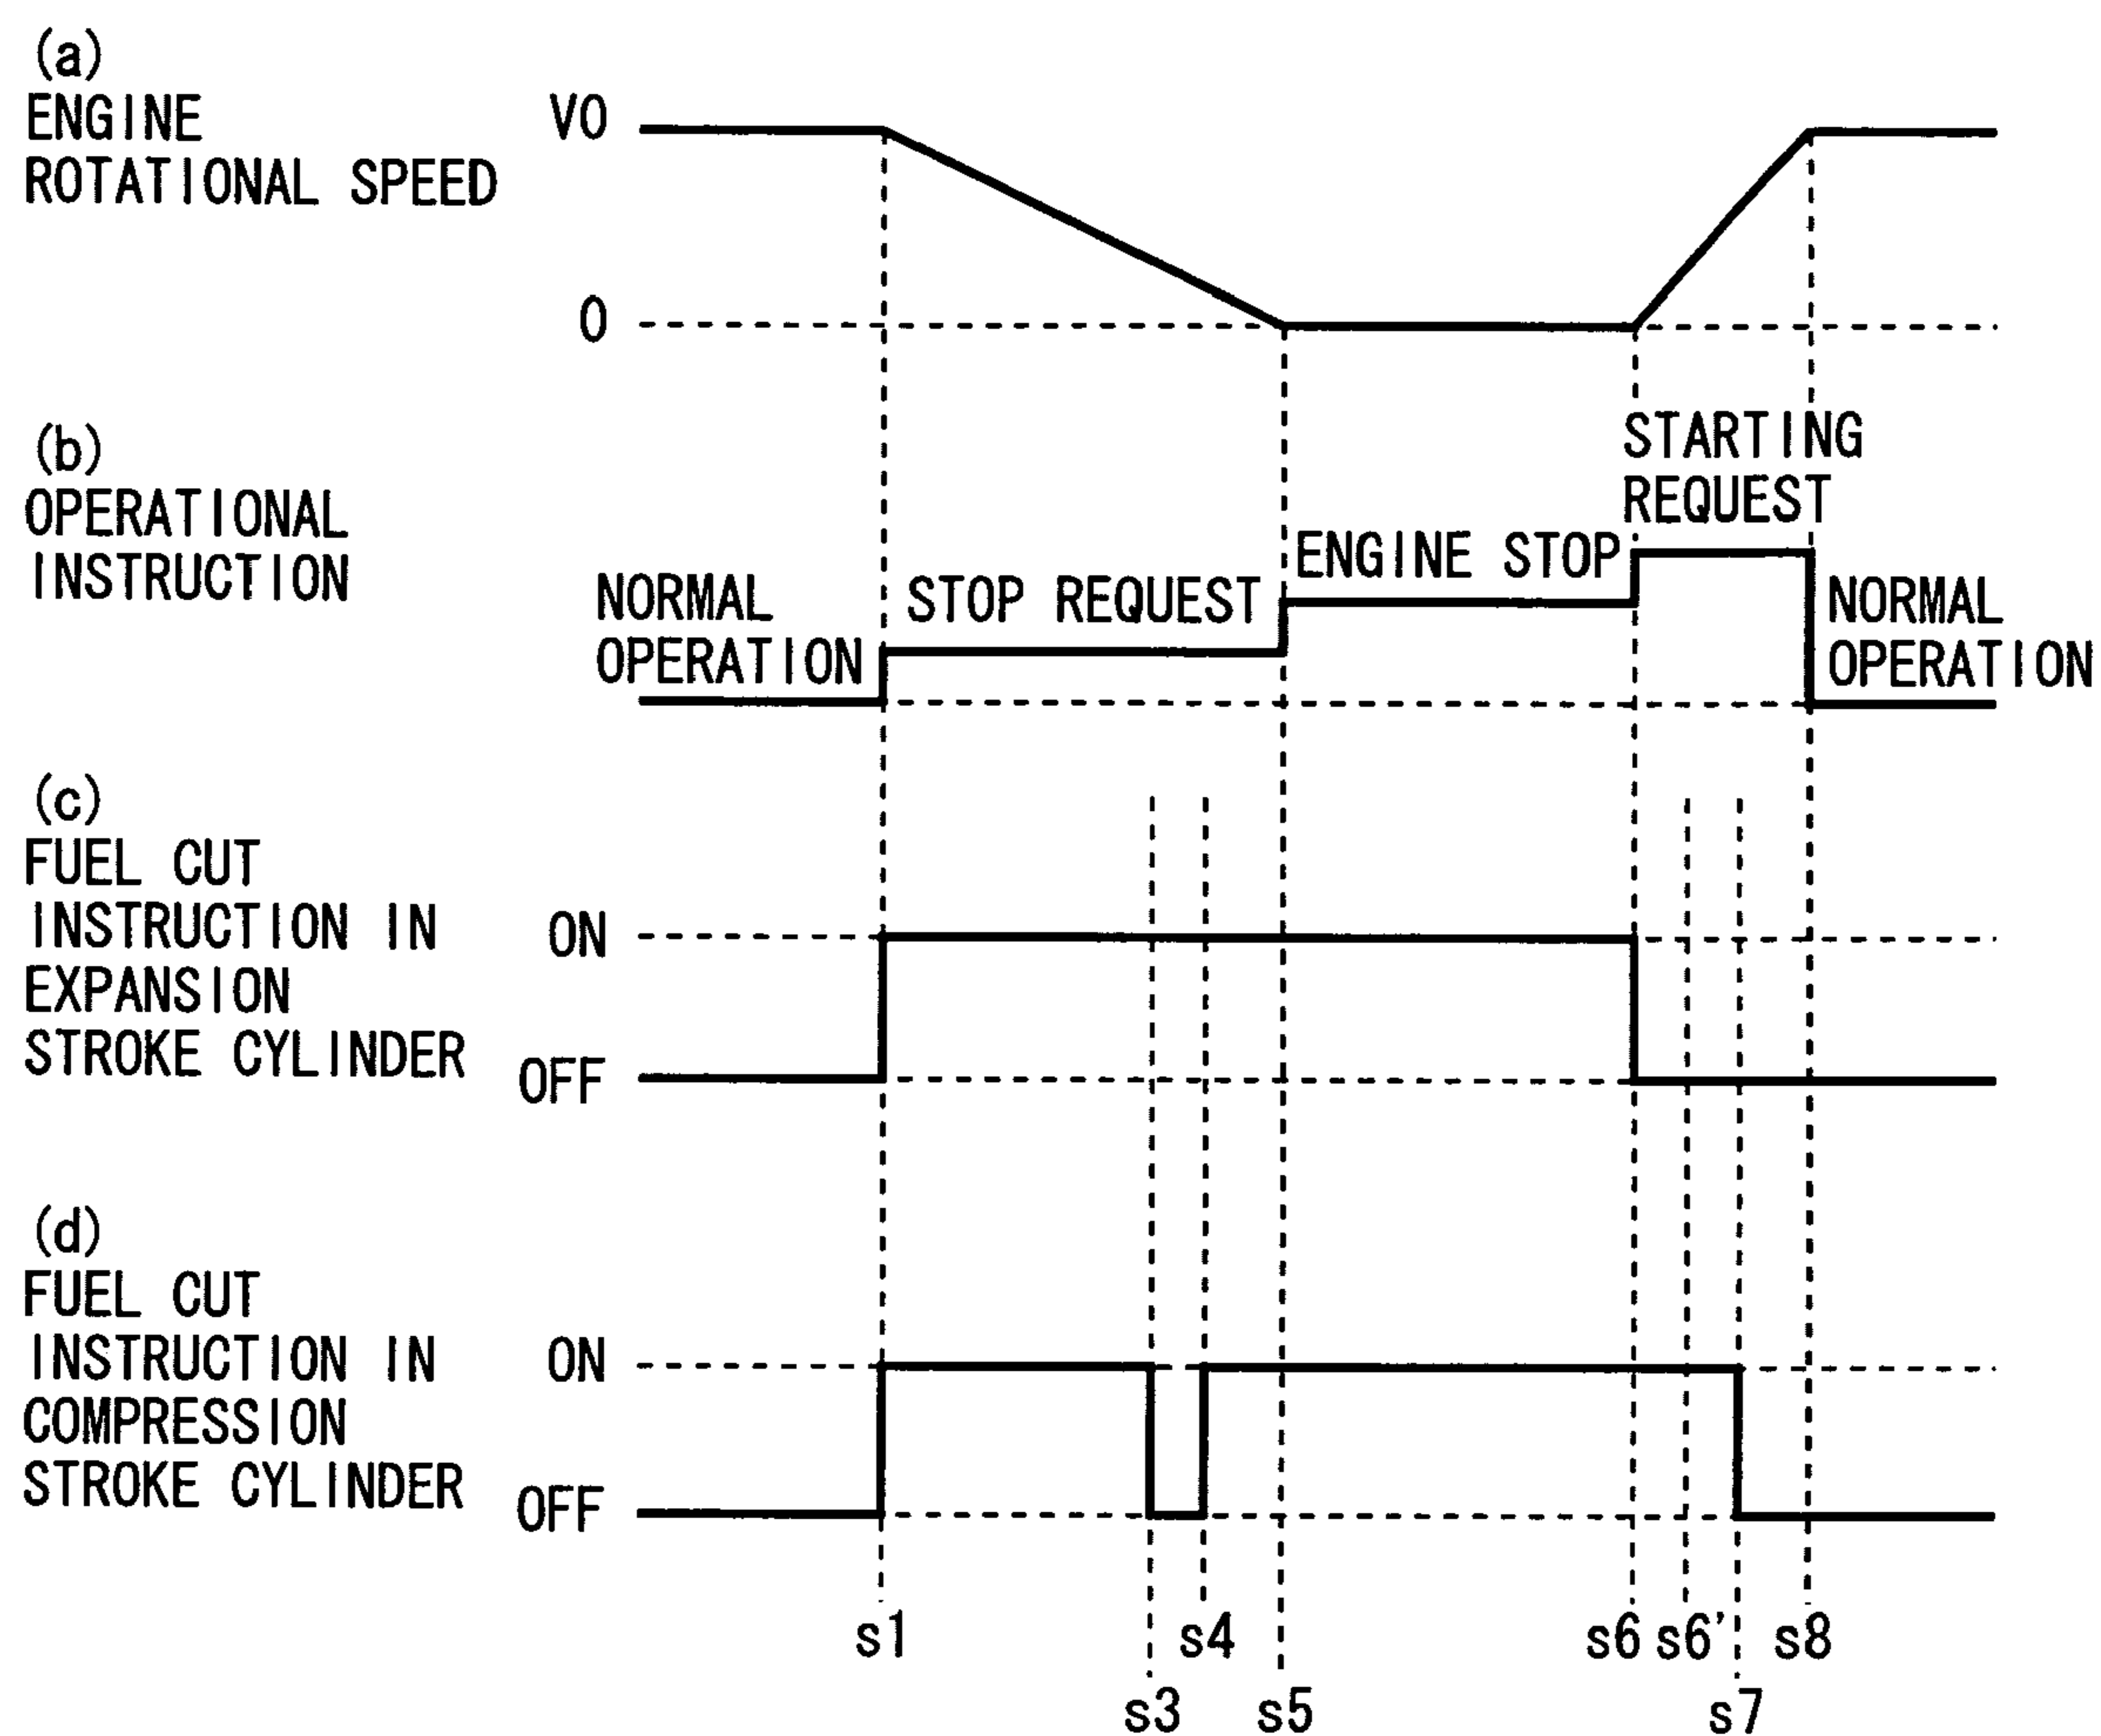 (a)
ENGINE
ROTATIONAL SPEED
V0
0
(b)
OPERATIONAL
INSTRUCTION
NORMAL
OPERATION
STOP REQUEST
ENGINE STOP
STARTING
REQUEST
NORMAL
OPERATION
(c)
FUEL CUT
INSTRUCTION IN
EXPANSION
STROKE CYLINDER
ON
OFF
(d)
FUEL CUT
INSTRUCTION IN
COMPRESSION
STROKE CYLINDER
ON
OFF
s1
s3
s4
s5
s6
s6'
s7
s8